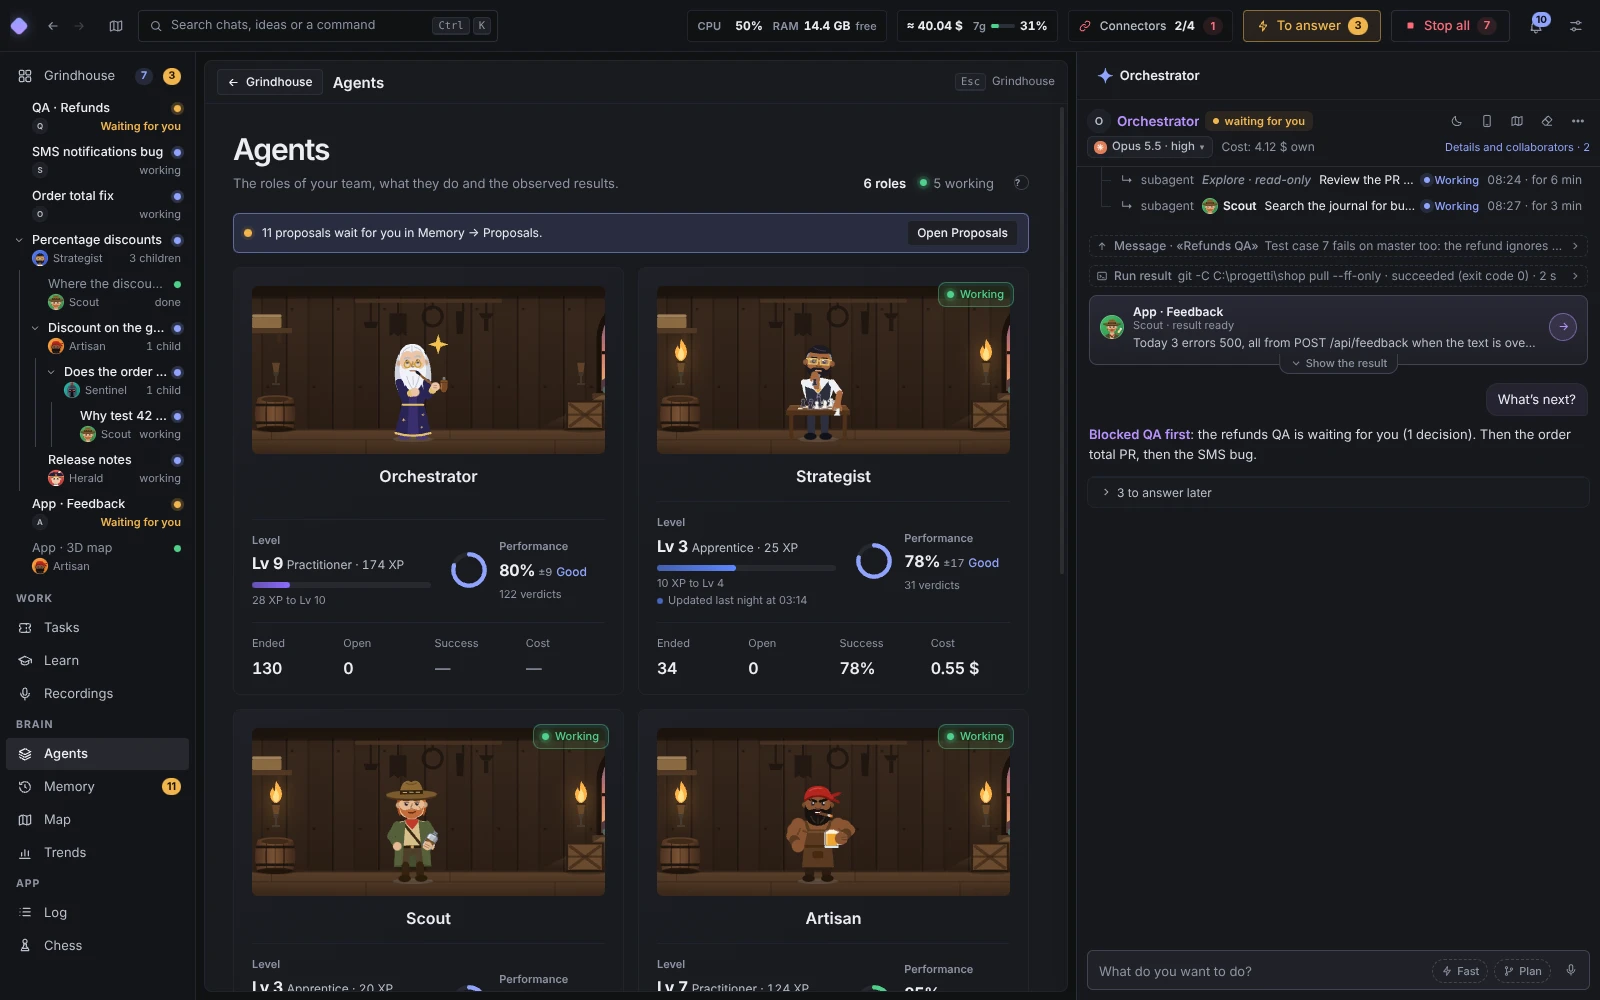 Search chats, ideas or a command
Ctrl K
CPU 50% RAM 14.4 GB free
≈ 40.04 $ 7g 31%
Connectors 2/4 1
To answer 3
Stop all 7
10
Grindhouse 7 3
QA · Refunds
Q Waiting for you
SMS notifications bug
S working
Order total fix
O working
Percentage discounts
Strategist 3 children
Where the discou...
Scout done
Discount on the g...
Artisan 1 child
Does the order ...
Sentinel 1 child
Why test 42 ...
Scout working
Release notes
Herald working
App · Feedback
A Waiting for you
App · 3D map
Artisan
WORK
Tasks
Learn
Recordings
BRAIN
Agents
Memory 11
Map
Trends
APP
Log
Chess
← Grindhouse Agents
Esc Grindhouse
Agents
The roles of your team, what they do and the observed results.
6 roles 5 working ?
11 proposals wait for you in Memory → Proposals.
Open Proposals
Orchestrator
Level
Lv 9 Practitioner · 174 XP
28 XP to Lv 10
Performance
80% ±9 Good
122 verdicts
Ended Open Success Cost
130 0 — —
Working
Strategist
Level
Lv 3 Apprentice · 25 XP
10 XP to Lv 4
Updated last night at 03:14
Performance
78% ±17 Good
31 verdicts
Ended Open Success Cost
34 0 78% 0.55 $
Working
Scout
Level
Lv 3 Apprentice · 20 XP
Performance
Working
Artisan
Level
Lv 7 Practitioner · 124 XP
Performance
Orchestrator
O Orchestrator waiting for you
Opus 5.5 · high
Cost: 4.12 $ own
Details and collaborators · 2
subagent Explore · read-only Review the PR ... Working 08:24 · for 6 min
subagent Scout Search the journal for bu... Working 08:27 · for 3 min
Message · «Refunds QA» Test case 7 fails on master too: the refund ignores ...
Run result git -C C:\progetti\shop pull --ff-only · succeeded (exit code 0) · 2 s
App · Feedback
Scout · result ready
Today 3 errors 500, all from POST /api/feedback when the text is ove...
Show the result
What's next?
Blocked QA first: the refunds QA is waiting for you (1 decision). Then the order
total PR, then the SMS bug.
3 to answer later
What do you want to do?
Fast
Plan